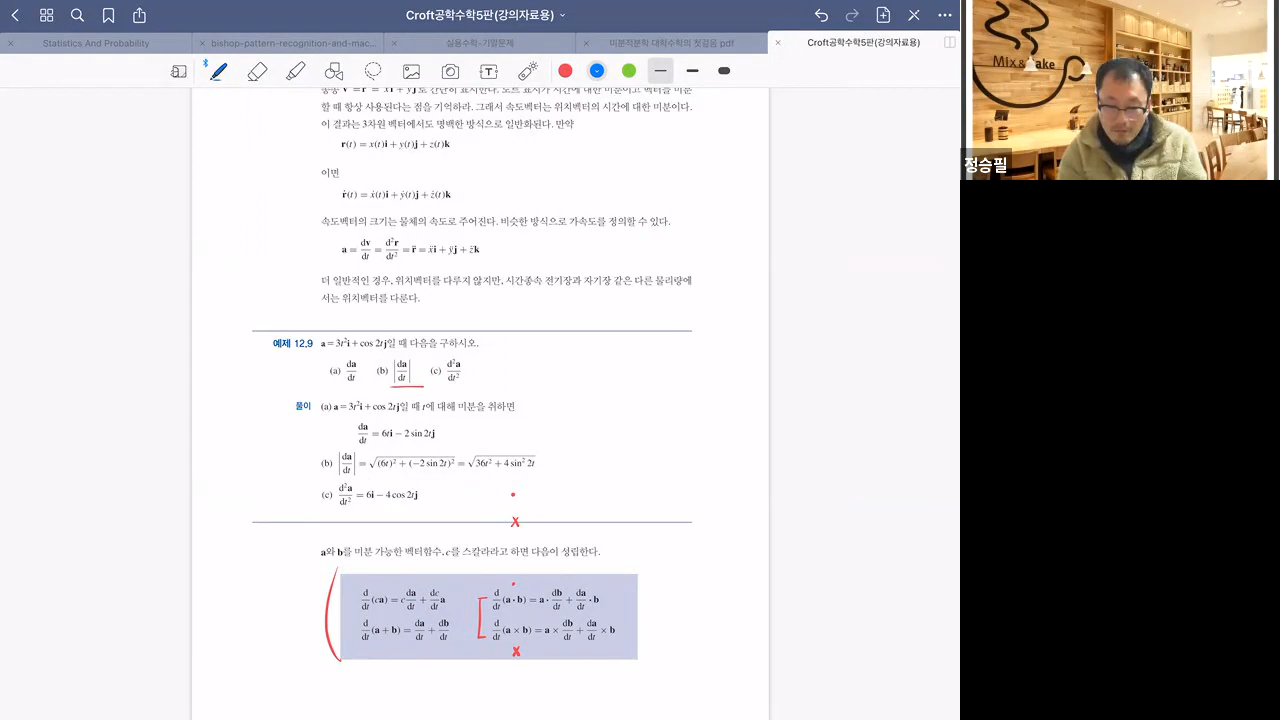 Croft공학수학5판(강의자료용)
Statistics And Probability
bishop-pattern-recognition-and-mac...
실용수학-기말문제
미분적분학 대학수학의 첫걸음.pdf
Croft공학수학5판(강의자료용)
할 때 항상 사용된다는 점을 기억하라. 그래서 속도벡터는 위치벡터의 시간에 대한 미분이다.
이 결과는 3차원 벡터에서도 명백한 방식으로 일반화된다. 만약
r(t) = x(t)i + y(t)j + z(t)k
이면
ṙ(t) = ẋ(t)i + ẏ(t)j + ż(t)k
속도벡터의 크기는 물체의 속도로 주어진다. 비슷한 방식으로 가속도를 정의할 수 있다.
a = dv/dt = d²r/dt² = r̈ = ẍi + ÿj + z̈k
더 일반적인 경우, 위치벡터를 다루지 않지만, 시간종속 전기장과 자기장 같은 다른 물리량에
서는 위치벡터를 다룬다.
예제 12.9 a = 3t²i + cos 2tj일 때 다음을 구하시오.
(a) da/dt (b) |da/dt| (c) d²a/dt²
풀이 (a) a = 3t²i + cos 2tj일 때 t에 대해 미분을 취하면
da/dt = 6ti − 2 sin 2tj
(b) |da/dt| = √((6t)² + (−2 sin 2t)²) = √(36t² + 4 sin² 2t)
(c) d²a/dt² = 6i − 4 cos 2tj
x
a와 b를 미분 가능한 벡터함수, c를 스칼라라고 하면 다음이 성립한다.
d/dt(ca) = c da/dt + dc/dt a d/dt(a · b) = a · db/dt + da/dt · b
d/dt(a + b) = da/dt + db/dt d/dt(a × b) = a × db/dt + da/dt × b
x
정승필